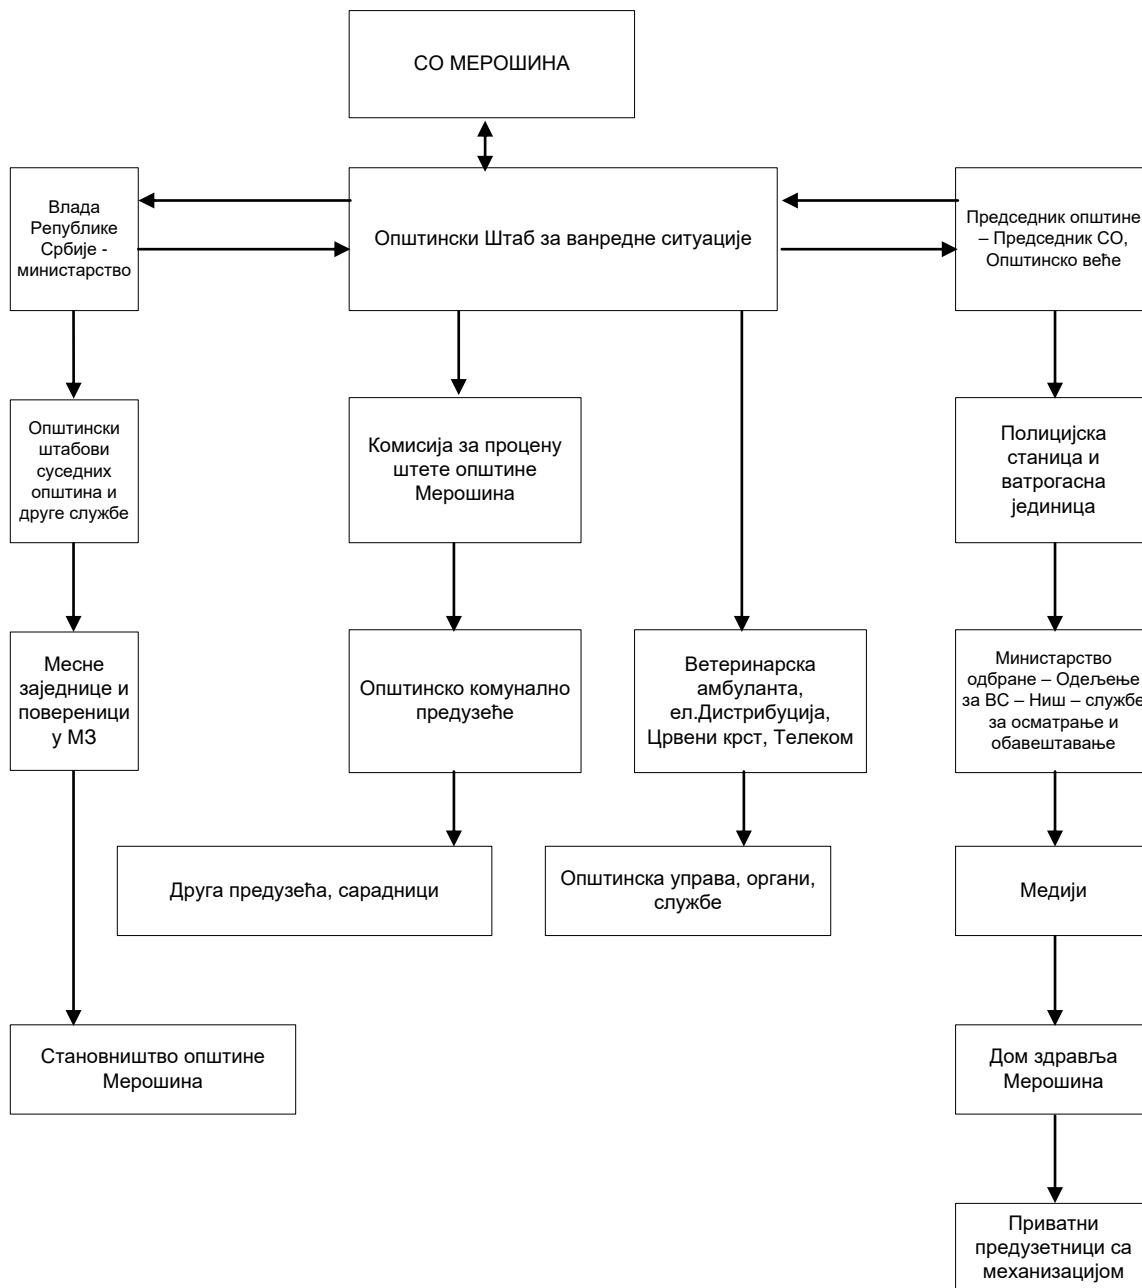 СО МЕРОШИНА
Влада
Републике
Србије -
министарство
Општински Штаб за ванредне ситуације
Председник општине
– Председник СО,
Општинско веће
Општински
штабови
суседних
општина и
друге службе
Комисија за процену
штете општине
Мерошина
Полицијска
станица и
ватрогасна
јединица
Месне
заједнице и
повереници
у МЗ
Општинско комунално
предузеће
Ветеринарска
амбуланта,
ел.Дистрибуција,
Црвени крст, Телеком
Министарство
одбране – Одељење
за ВС – Ниш – службе
за осматрање и
обавештавање
Друга предузећа, сарадници
Општинска управа, органи,
службе
Медији
Становништво општине
Мерошина
Дом здравља
Мерошина
Приватни
предузетници са
механизацијом